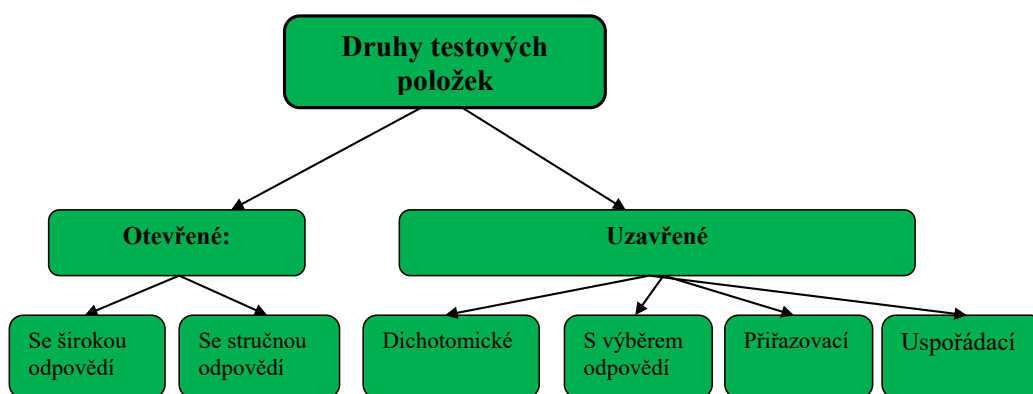 Druhy testových
položek
Otevřené:
Uzavřené
Se širokou
odpovědí
Se stručnou
odpovědí
Dichotomické
S výběrem
odpovědí
Přiřazovací
Uspořádací